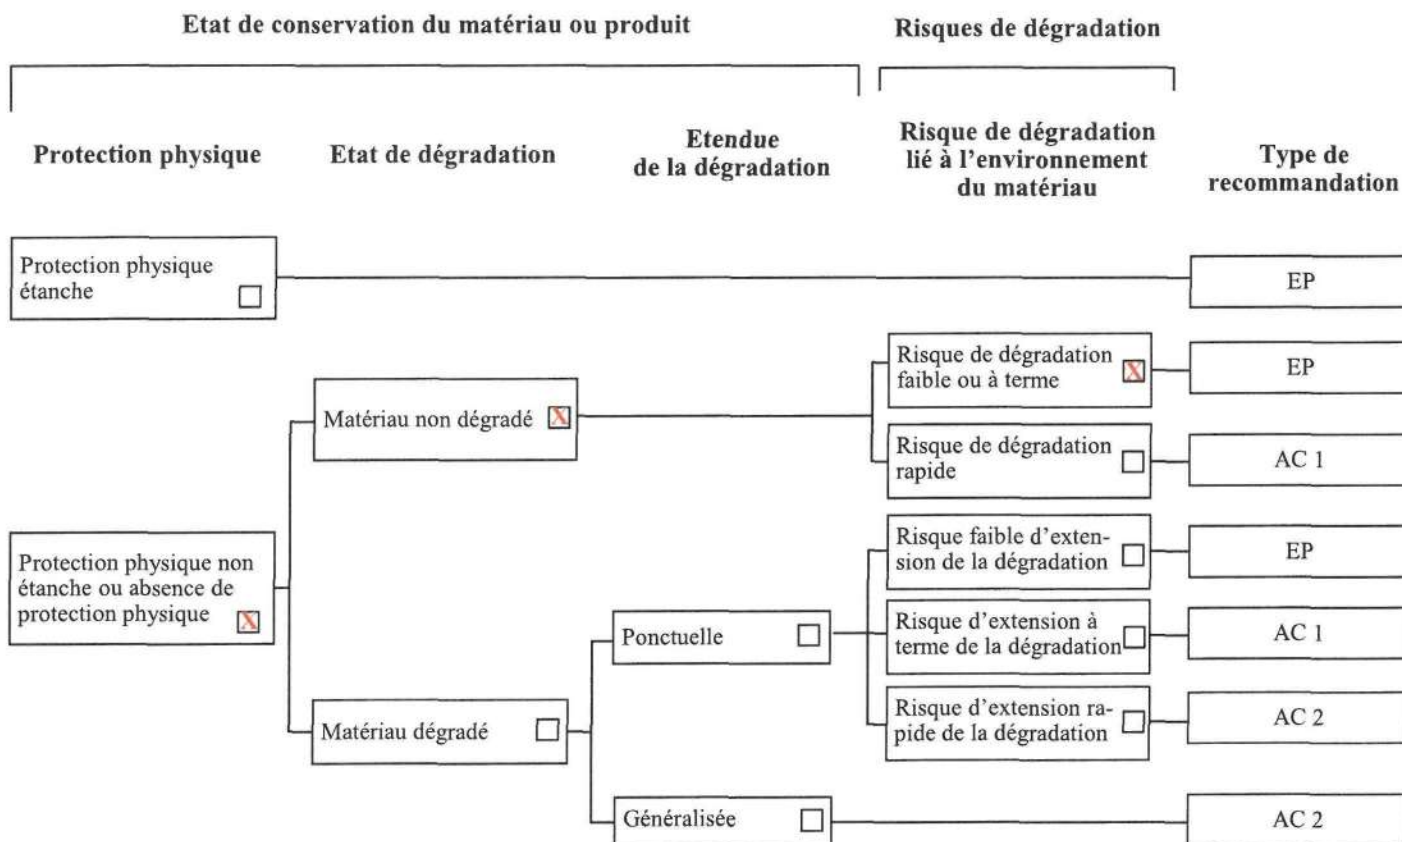 Etat de conservation du matériau ou produit
Risques de dégradation
Protection physique
Etat de dégradation
Etendue
de la dégradation
Risque de dégradation
lié à l'environnement
du matériau
Type de
recommandation
Protection physique
étanche
EP
Risque de dégradation
faible ou à terme
X
EP
Matériau non dégradé
X
Risque de dégradation
rapide
AC 1
Protection physique non
étanche ou absence de
protection physique
X
Risque faible d'exten-
sion de la dégradation
EP
Ponctuelle
Risque d'extension à
terme de la dégradation
AC 1
Matériau dégradé
Risque d'extension ra-
pide de la dégradation
AC 2
Généralisée
AC 2